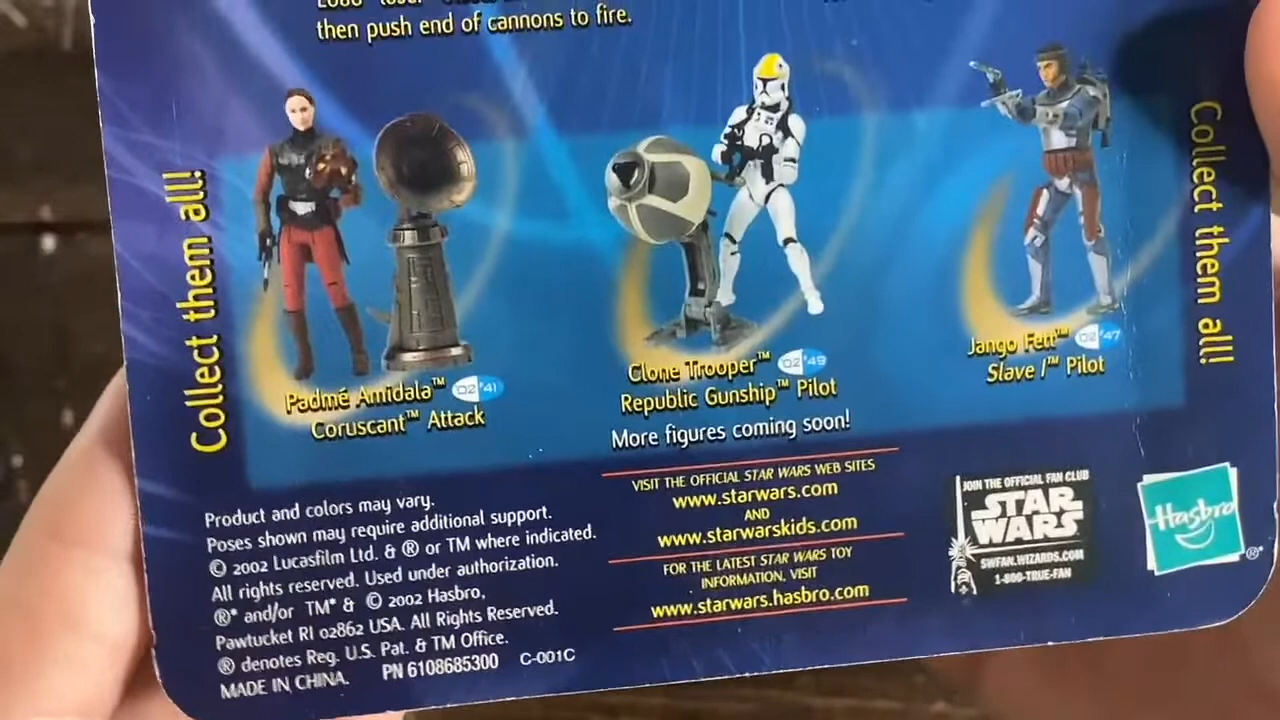 then push end of cannons to fire.
Collect them all!
Padmé Amidala™ '02 #41
Coruscant™ Attack
Clone Trooper™ '02 #49
Republic Gunship™ Pilot
More figures coming soon!
Jango Fett™ '02 #47
Slave I™ Pilot
Collect them all!
Product and colors may vary.
Poses shown may require additional support.
© 2002 Lucasfilm Ltd. & ® or TM where indicated.
All rights reserved. Used under authorization.
®* and/or TM* & © 2002 Hasbro,
Pawtucket RI 02862 USA. All Rights Reserved.
® denotes Reg. U.S. Pat. & TM Office.
MADE IN CHINA. PN 6108685300 C-001C
VISIT THE OFFICIAL STAR WARS WEB SITES
www.starwars.com
AND
www.starwarskids.com
FOR THE LATEST STAR WARS TOY
INFORMATION, VISIT
www.starwars.hasbro.com
JOIN THE OFFICIAL FAN CLUB
STAR
WARS
SWFAN.WIZARDS.COM
1-800-TRUE-FAN
Hasbro ®*